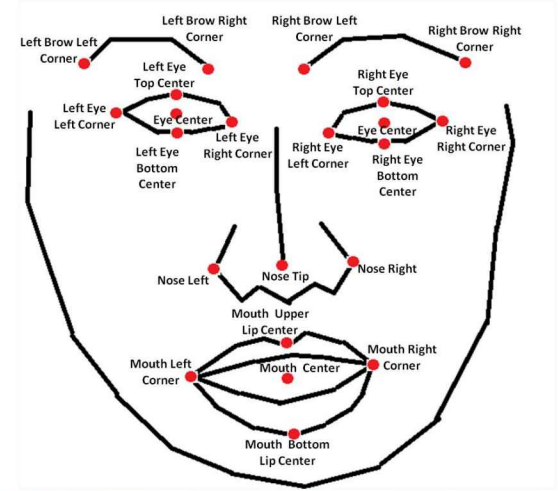 Left Brow Left
Corner
Left Brow Right
Corner
Right Brow Left
Corner
Right Brow Right
Corner
Left Eye
Top Center
Right Eye
Top Center
Left Eye
Left Corner
Eye Center
Left Eye
Right Corner
Left Eye
Bottom
Center
Right Eye
Left Corner
Eye Center
Right Eye
Right Corner
Right Eye
Bottom
Center
Nose Left
Nose Tip
Nose Right
Mouth Upper
Lip Center
Mouth Left
Corner
Mouth Center
Mouth Right
Corner
Mouth Bottom
Lip Center